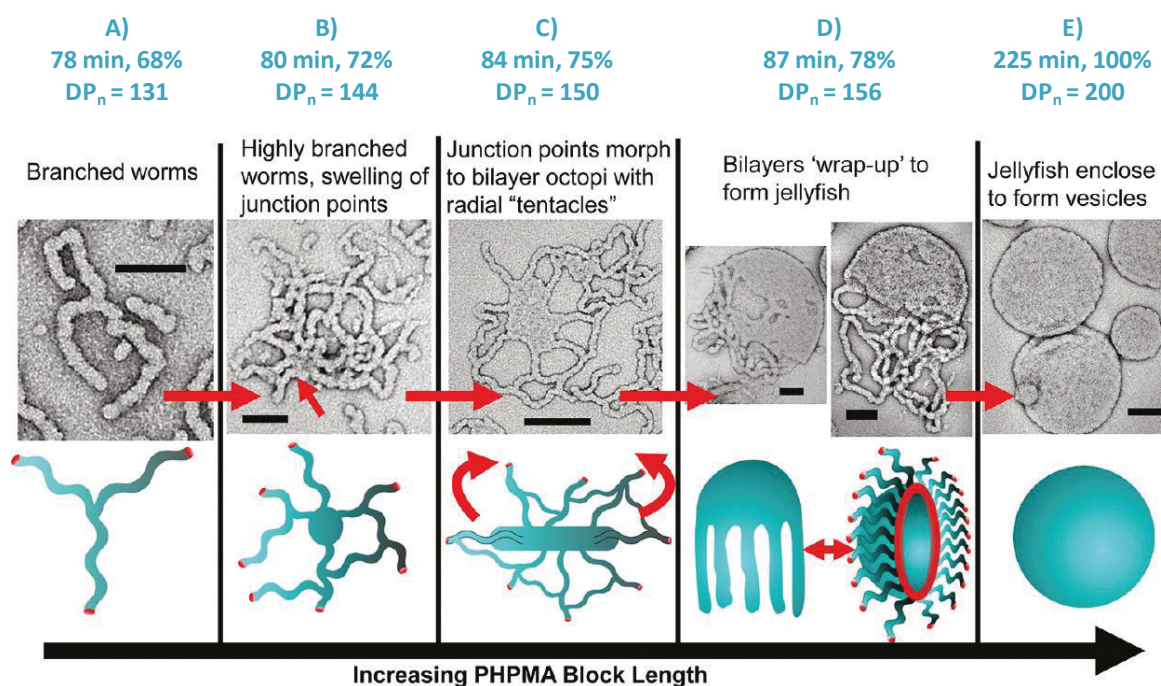 A)
78 min, 68%
DPn = 131
B)
80 min, 72%
DPn = 144
C)
84 min, 75%
DPn = 150
D)
87 min, 78%
DPn = 156
E)
225 min, 100%
DPn = 200
Branched worms
Highly branched
worms, swelling of
junction points
Junction points morph
to bilayer octopi with
radial “tentacles”
Bilayers ‘wrap-up’ to
form jellyfish
Jellyfish enclose
to form vesicles
Increasing PHPMA Block Length